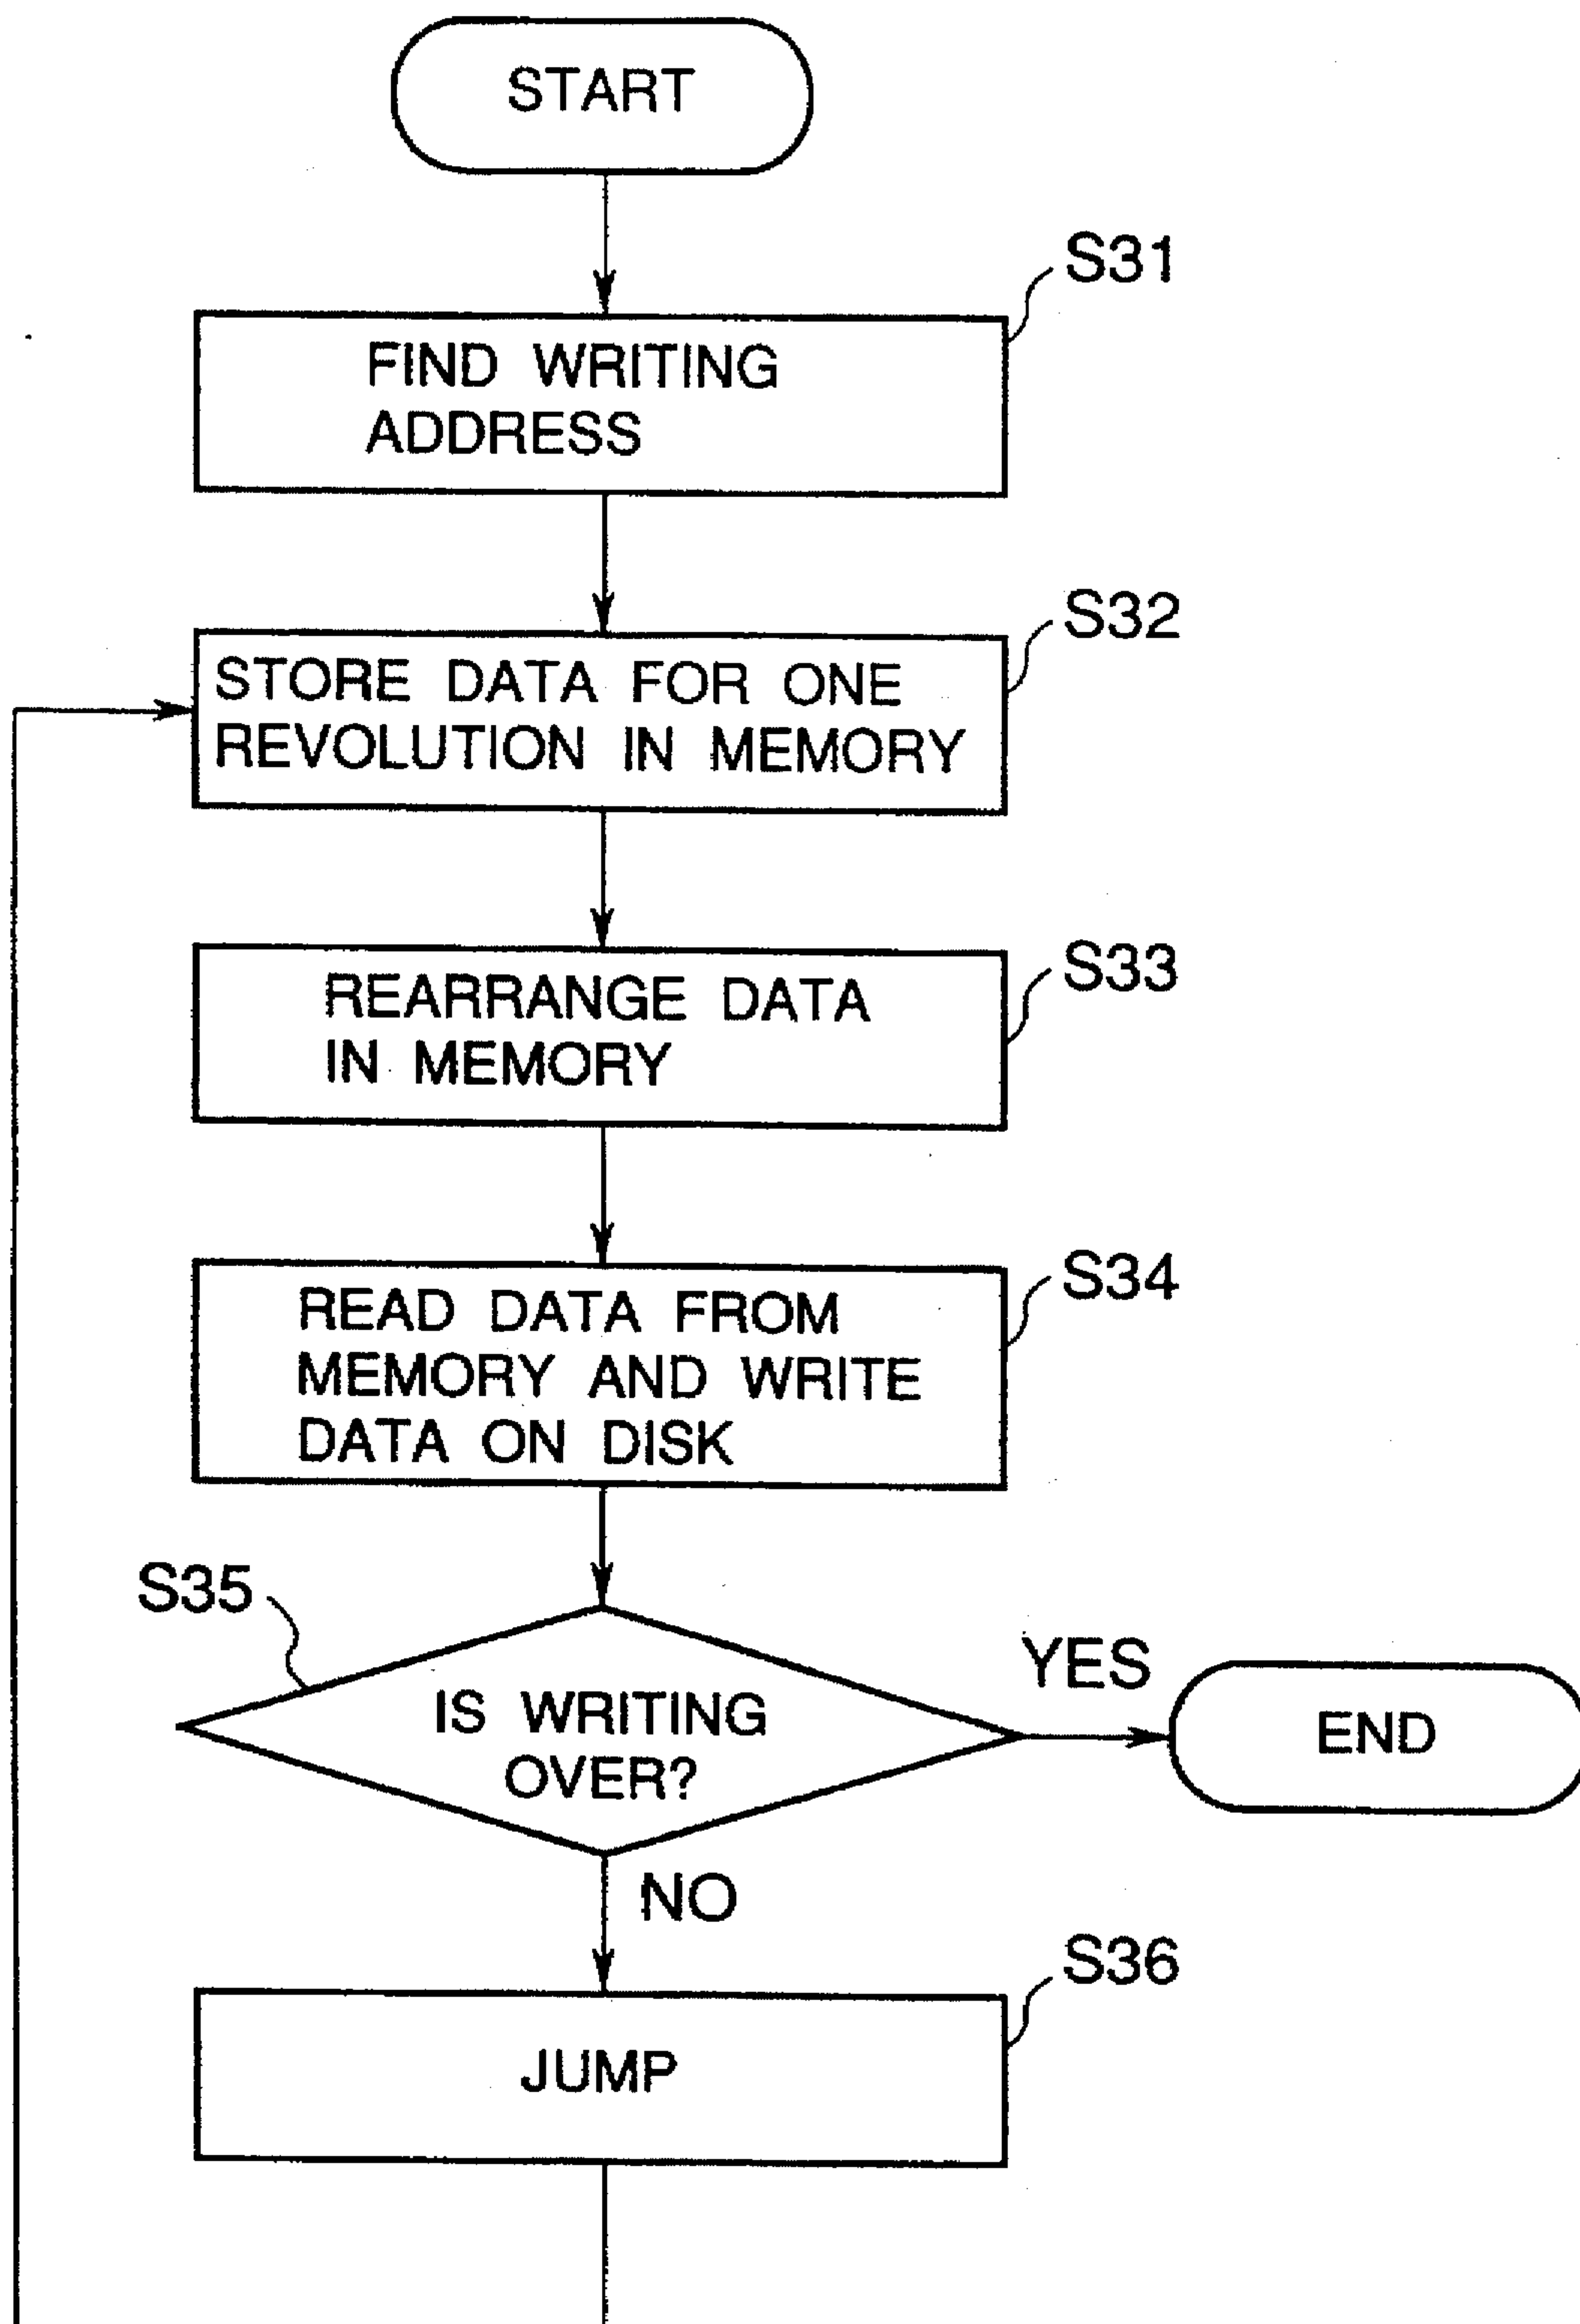 START
S31
FIND WRITING
ADDRESS
S32
STORE DATA FOR ONE
REVOLUTION IN MEMORY
S33
REARRANGE DATA
IN MEMORY
S34
READ DATA FROM
MEMORY AND WRITE
DATA ON DISK
S35
YES
IS WRITING
OVER?
END
NO
S36
JUMP